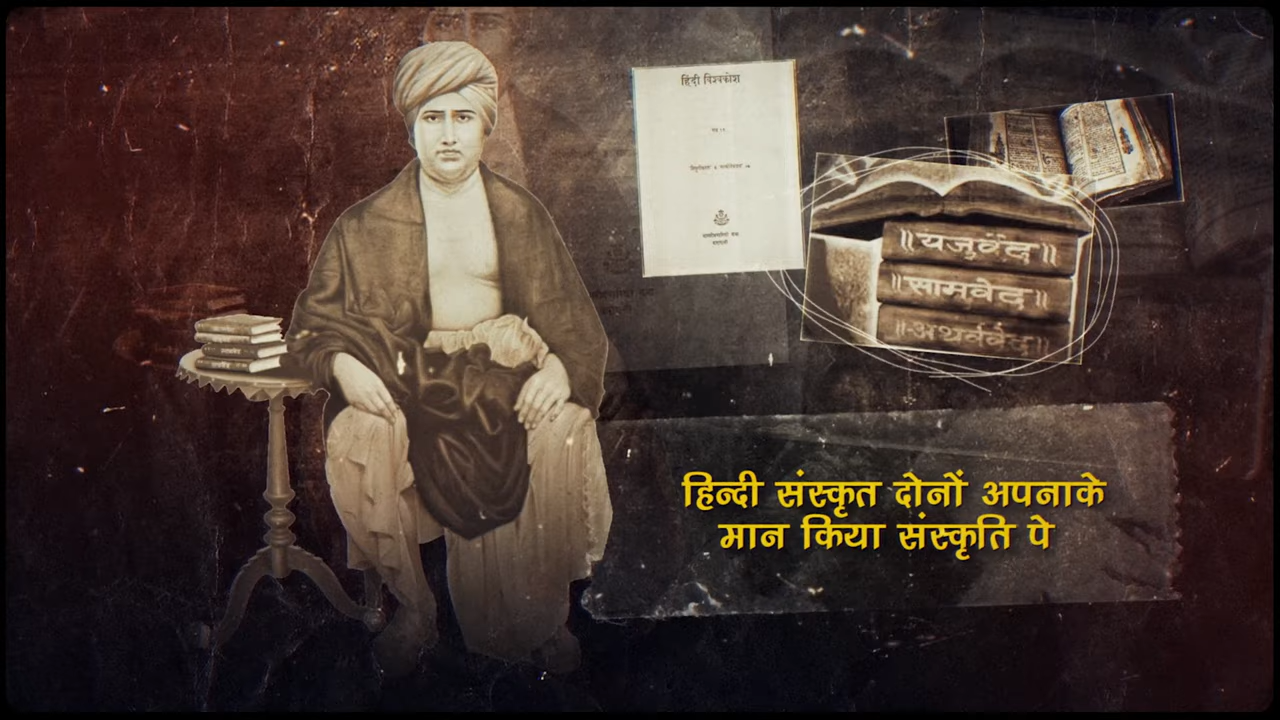 हिंदी विश्वकोश
॥यजुर्वेद॥
॥सामवेद॥
॥अथर्ववेद॥
हिन्दी संस्कृत दोनों अपनाके
मान किया संस्कृति पे